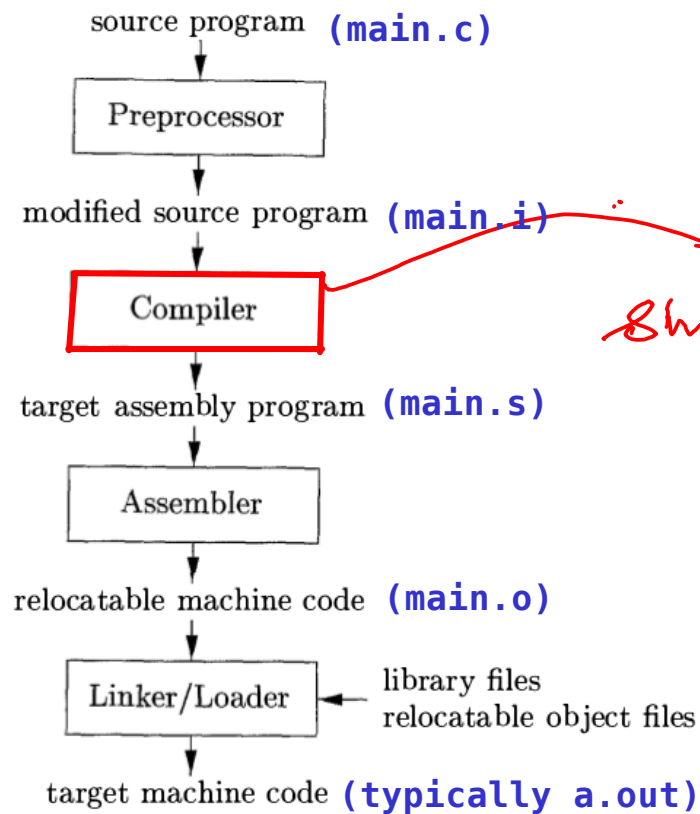 source program (main.c)
Preprocessor
modified source program (main.i)
Compiler
target assembly program (main.s)
Assembler
relocatable machine code (main.o)
Linker/Loader
library files
relocatable object files
target machine code (typically a.out)